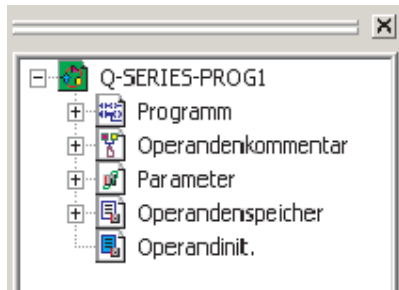 Q-SERIES-PROG1
Programm
Operandenkommentar
Parameter
Operandenspeicher
Operandinit.